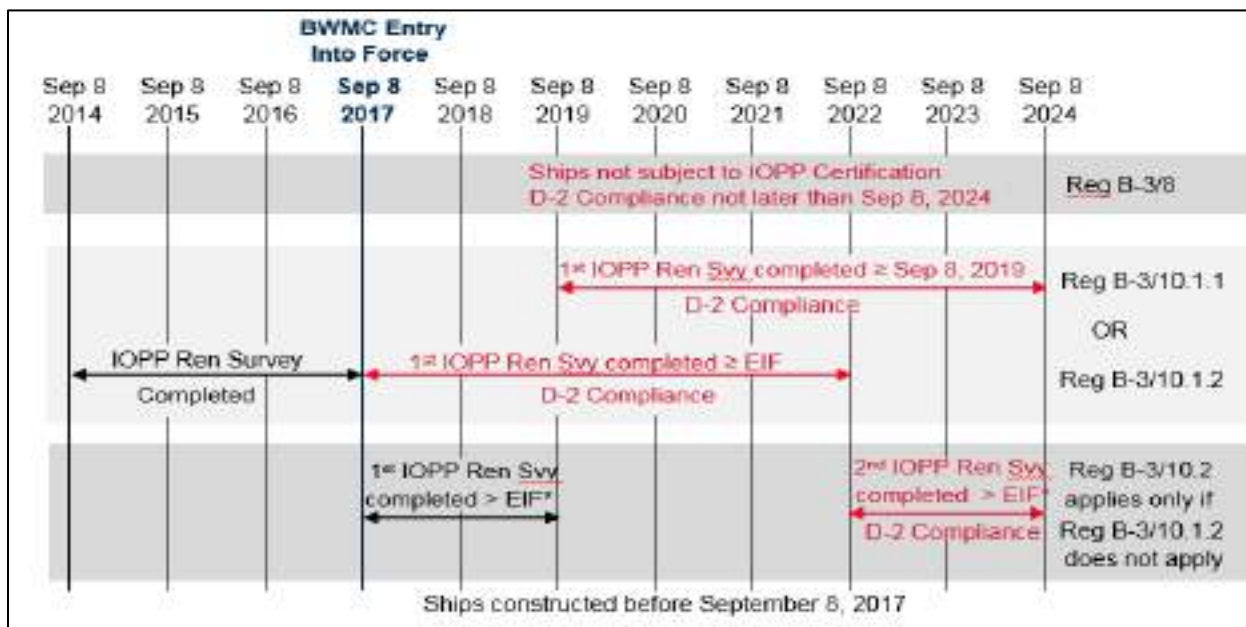 BWMC Entry
Into Force
Sep 8 Sep 8 Sep 8 Sep 8 Sep 8 Sep 8 Sep 8 Sep 8 Sep 8 Sep 8 Sep 8
2014 2015 2016 2017 2018 2019 2020 2021 2022 2023 2024
Ships not subject to IOPP Certification
D-2 Compliance not later than Sep 8, 2024
Reg B-3/8
1st IOPP Ren Svy completed ≥ Sep 8, 2019
D-2 Compliance
Reg B-3/10.1.1
OR
IOPP Ren Survey
Completed
1st IOPP Ren Svy completed ≥ EIF
D-2 Compliance
Reg B-3/10.1.2
1st IOPP Ren Svy
completed > EIF*
2nd IOPP Ren Svy
completed > EIF*
D-2 Compliance
Reg B-3/10.2
applies only if
Reg B-3/10.1.2
does not apply
Ships constructed before September 8, 2017